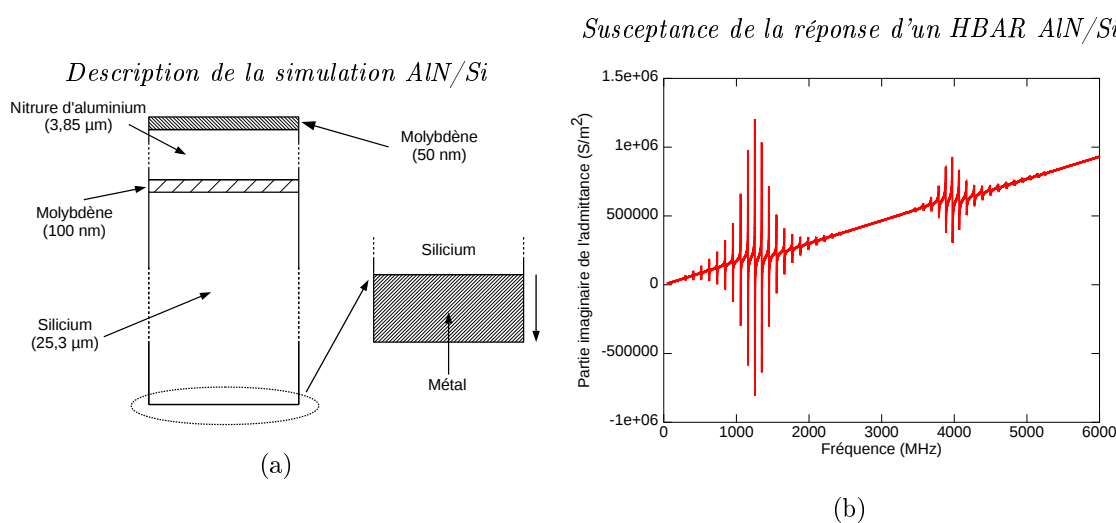 Description de la simulation AlN/Si
Nitrure d'aluminium
(3,85 µm)
Molybdène
(50 nm)
Molybdène
(100 nm)
Silicium
(25,3 µm)
Silicium
Métal
(a)
Susceptance de la réponse d'un HBAR AlN/Si
Partie imaginaire de l'admittance (S/m²)
1.5e+06
1e+06
500000
0
-500000
-1e+06
0 1000 2000 3000 4000 5000 6000
Fréquence (MHz)
(b)